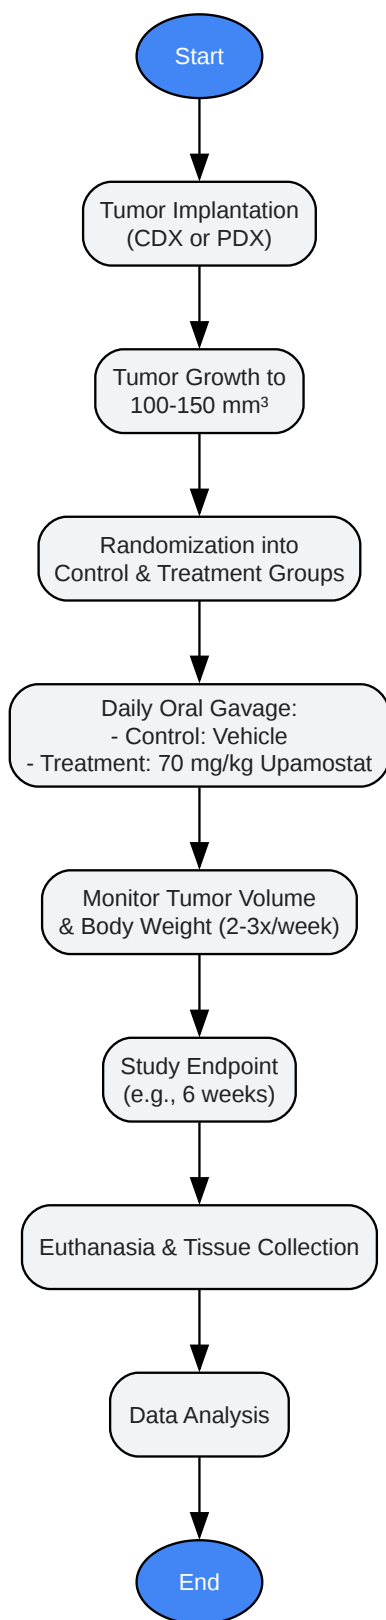 Start
Tumor Implantation
(CDX or PDX)
Tumor Growth to
100-150 mm³
Randomization into
Control & Treatment Groups
Daily Oral Gavage:
- Control: Vehicle
- Treatment: 70 mg/kg Upamostat
Monitor Tumor Volume
& Body Weight (2-3x/week)
Study Endpoint
(e.g., 6 weeks)
Euthanasia & Tissue Collection
Data Analysis
End